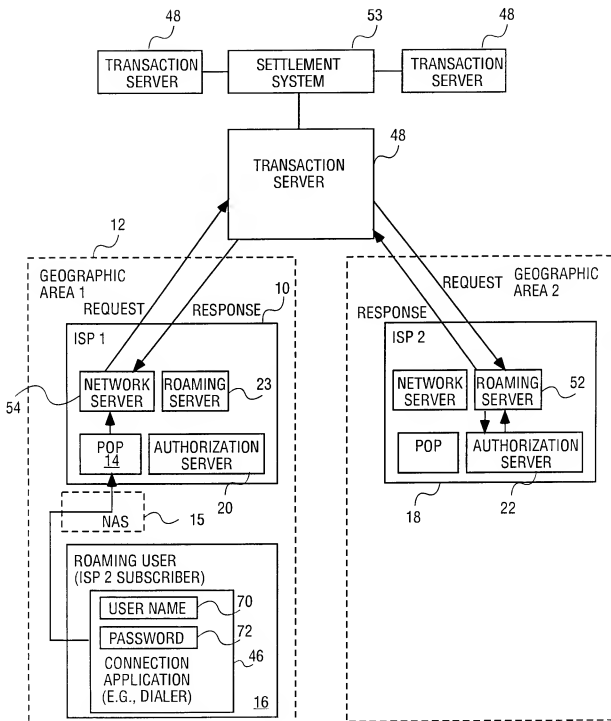 48
53
48
TRANSACTION
SERVER
SETTLEMENT
SYSTEM
TRANSACTION
SERVER
48
TRANSACTION
SERVER
12
GEOGRAPHIC
AREA 1
REQUEST
RESPONSE
10
ISP 1
NETWORK
SERVER
ROAMING
SERVER
23
54
POP
14
AUTHORIZATION
SERVER
20
NAS
15
ROAMING USER
(ISP 2 SUBSCRIBER)
USER NAME
70
PASSWORD
72
CONNECTION
APPLICATION
(E.G., DIALER)
46
16
REQUEST
GEOGRAPHIC
AREA 2
RESPONSE
ISP 2
NETWORK
SERVER
ROAMING
SERVER
52
POP
AUTHORIZATION
SERVER
18
22